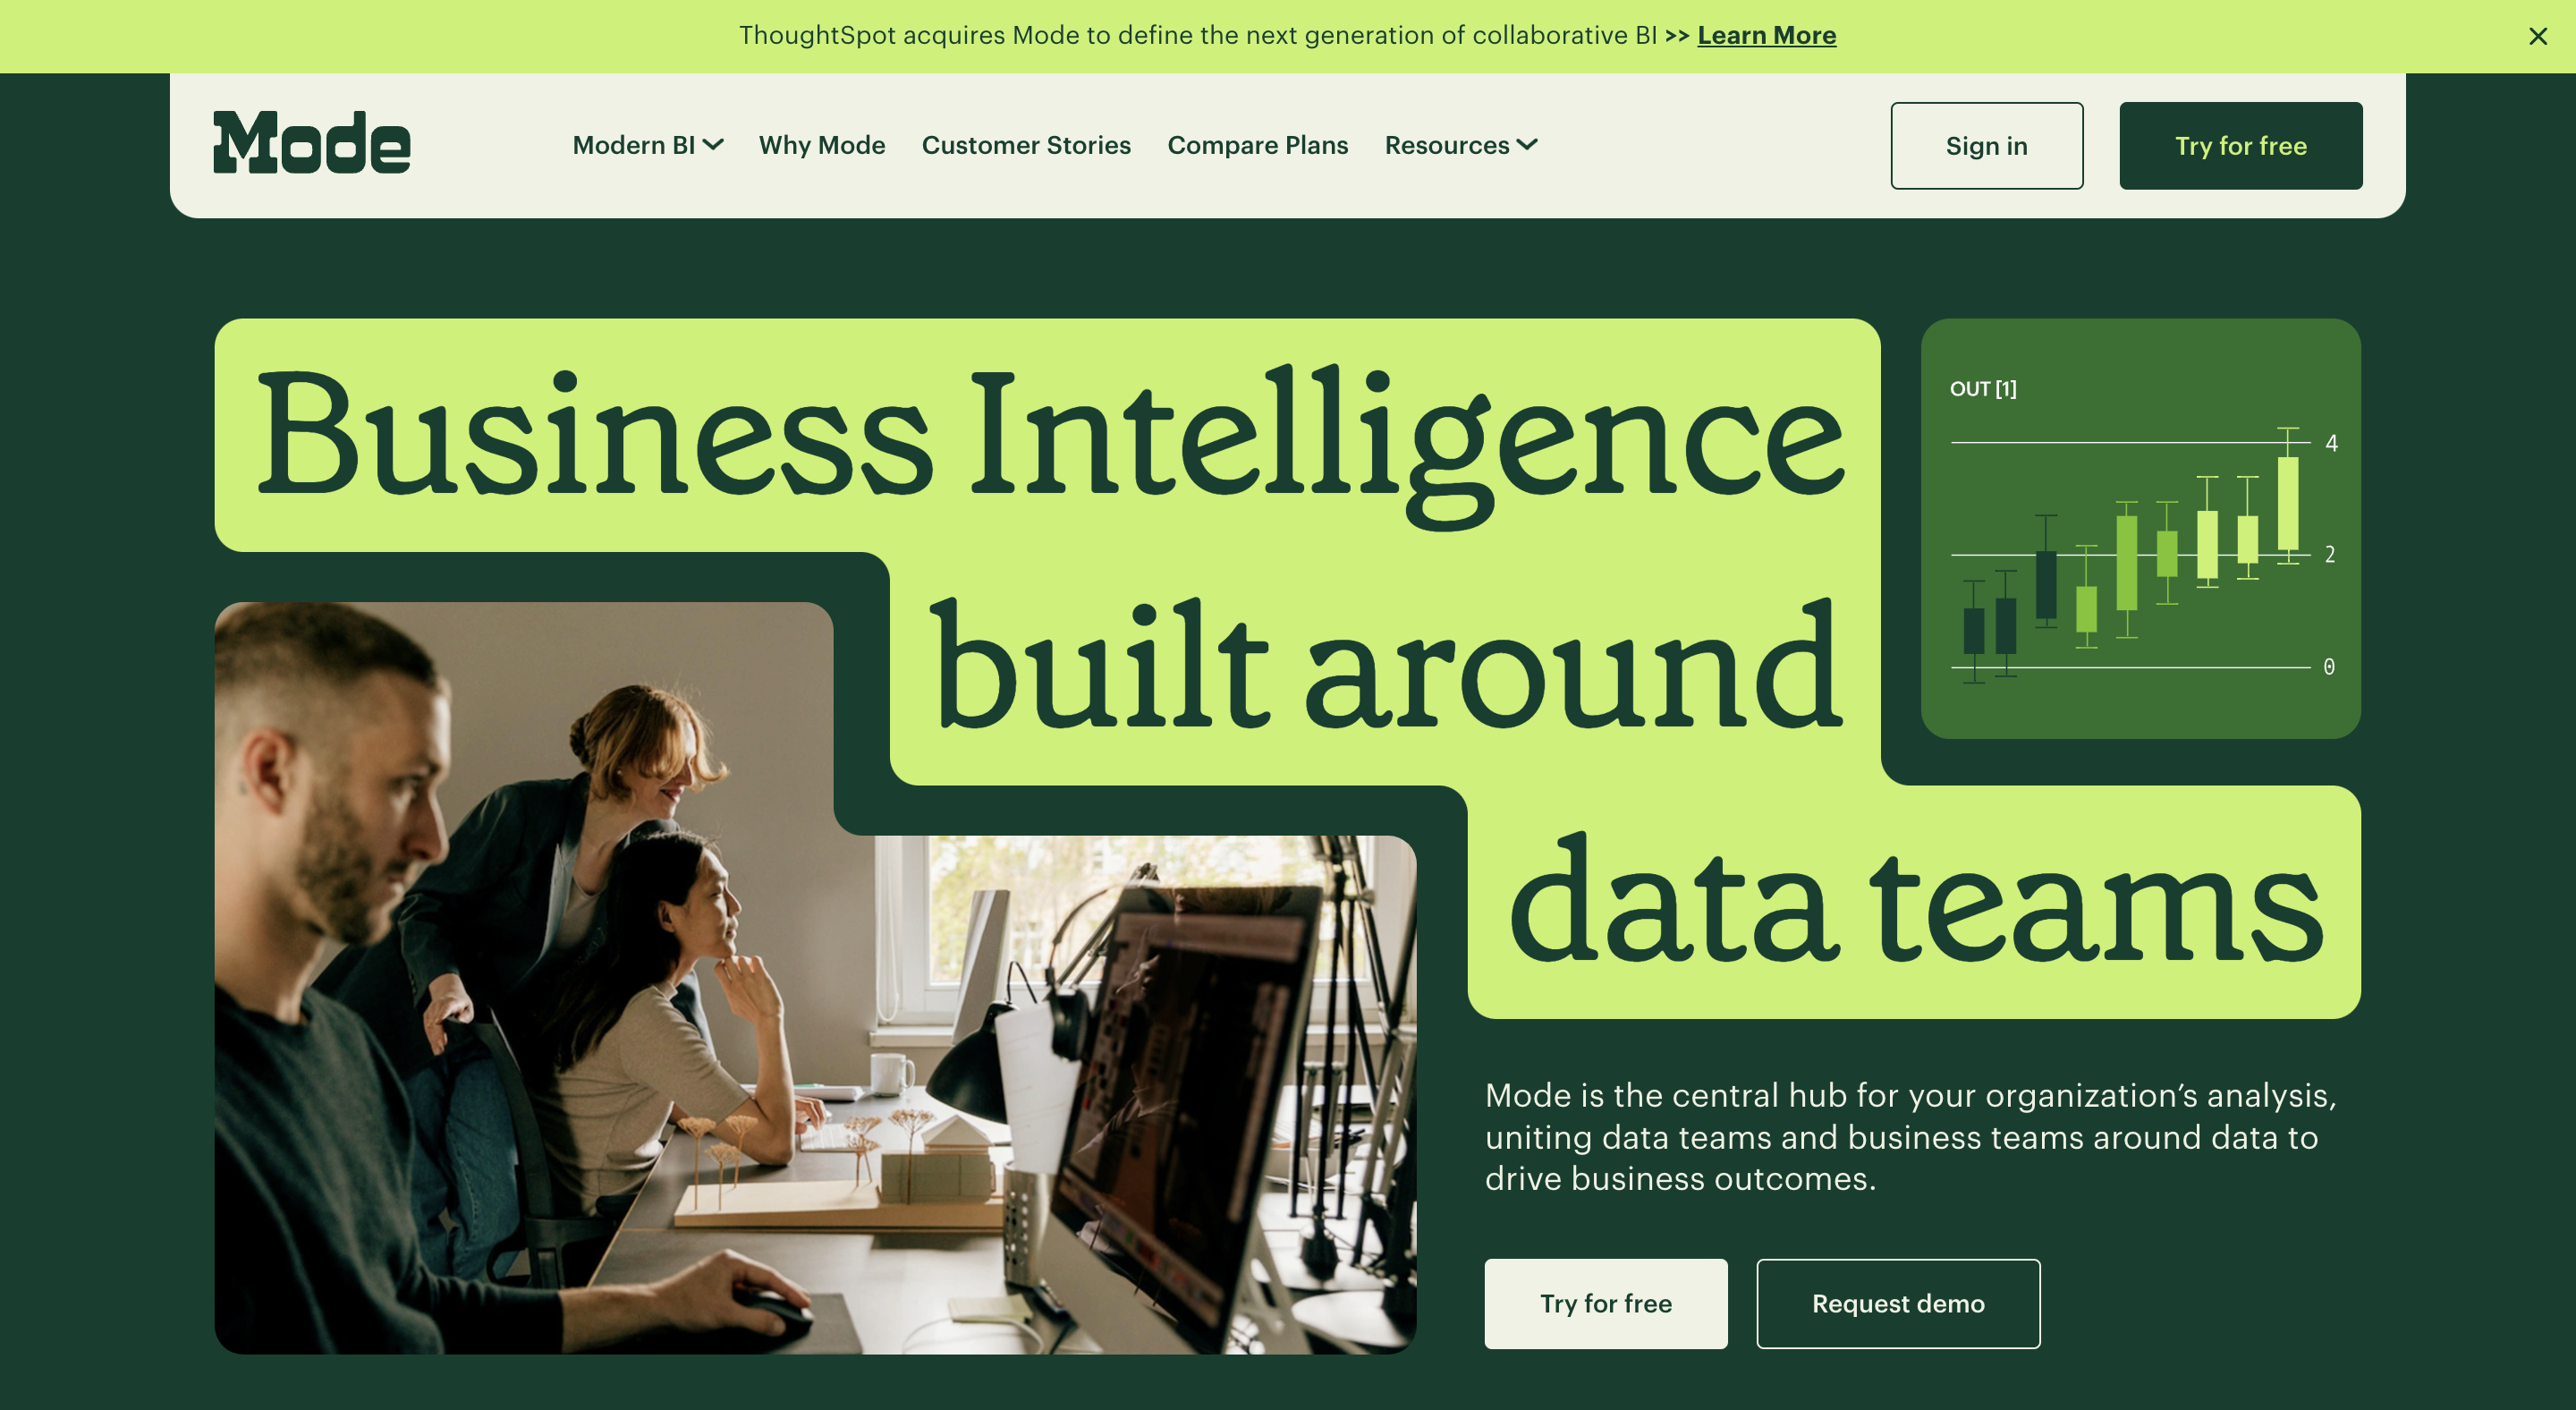 ThoughtSpot acquires Mode to define the next generation of collaborative BI >> Learn More
Mode
Modern BI
Why Mode
Customer Stories
Compare Plans
Resources
Sign in
Try for free
Business Intelligence
built around
data teams
OUT [1]
4
2
0
Mode is the central hub for your organization’s analysis,
uniting data teams and business teams around data to
drive business outcomes.
Try for free
Request demo